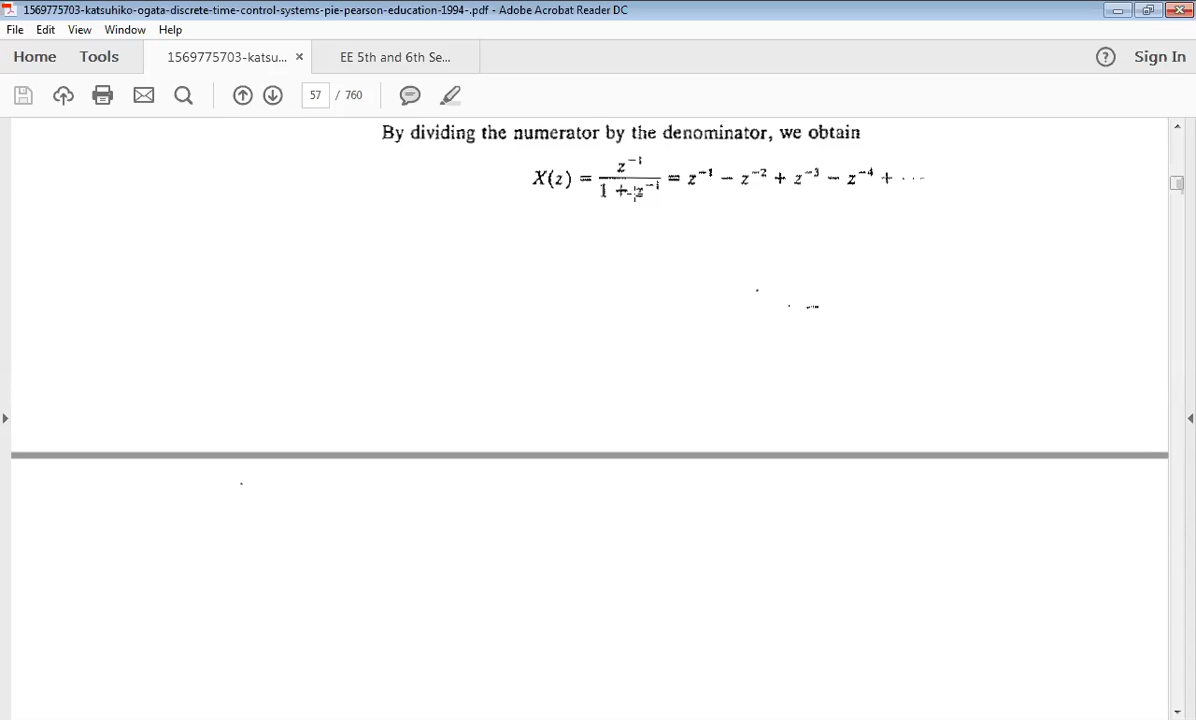 1569775703-katsuhiko-ogata-discrete-time-control-systems-pie-pearson-education-1994-.pdf - Adobe Acrobat Reader DC
File Edit View Window Help
Home Tools 1569775703-katsu... × EE 5th and 6th Se... ? Sign In
57 / 760
By dividing the numerator by the denominator, we obtain
X(z) = z⁻¹ / (1 + z⁻¹) = z⁻¹ − z⁻² + z⁻³ − z⁻⁴ + ···